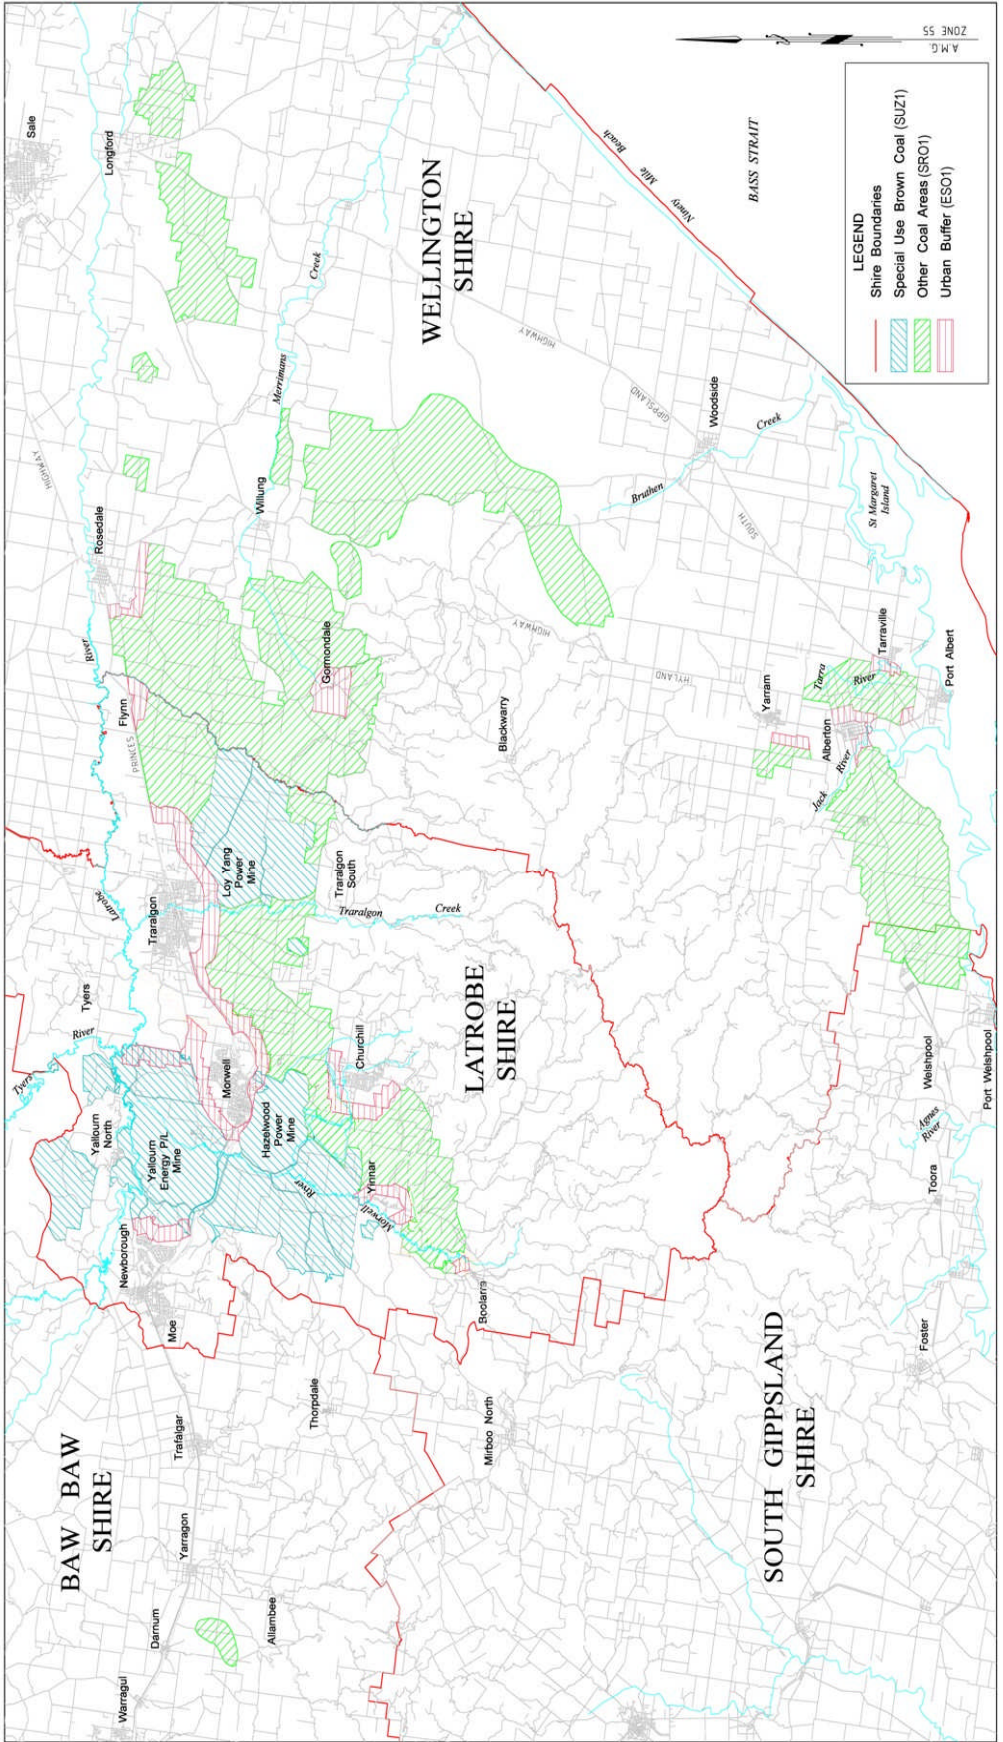 BAW BAW
SHIRE
Warragul
Darnum
Yarragon
Trafalgar
Allambee
Thorpdale
Moe
Newborough
Yallourn
North
Yallourn
Energy P/L
Mine
Tyers
River
Tyers
Morwell
Hazelwood
Power
Mine
River
Morwell
Yinnar
Churchill
Boolarra
Mirboo North
Latrobe
River
Traralgon
Loy Yang
Power
Mine
Traralgon
South
Traralgon
Creek
LATROBE
SHIRE
PRINCES
HIGHWAY
Flynn
Rosedale
Gormondale
Willung
Merrimans
Creek
Sale
Longford
WELLINGTON
SHIRE
Blackwarry
HYLAND
HIGHWAY
SOUTH
GIPPSLAND
HIGHWAY
Bruthen
Creek
Woodside
Ninety
Mile
Beach
BASS STRAIT
St Margaret
Island
Yarram
Alberton
Jack
River
Tarra
River
Tarraville
Port Albert
Welshpool
Port Welshpool
Agnes
River
Toora
Foster
SOUTH GIPPSLAND
SHIRE
A.M.G.
ZONE 55
LEGEND
Shire Boundaries
Special Use Brown Coal (SUZ1)
Other Coal Areas (SRO1)
Urban Buffer (ESO1)